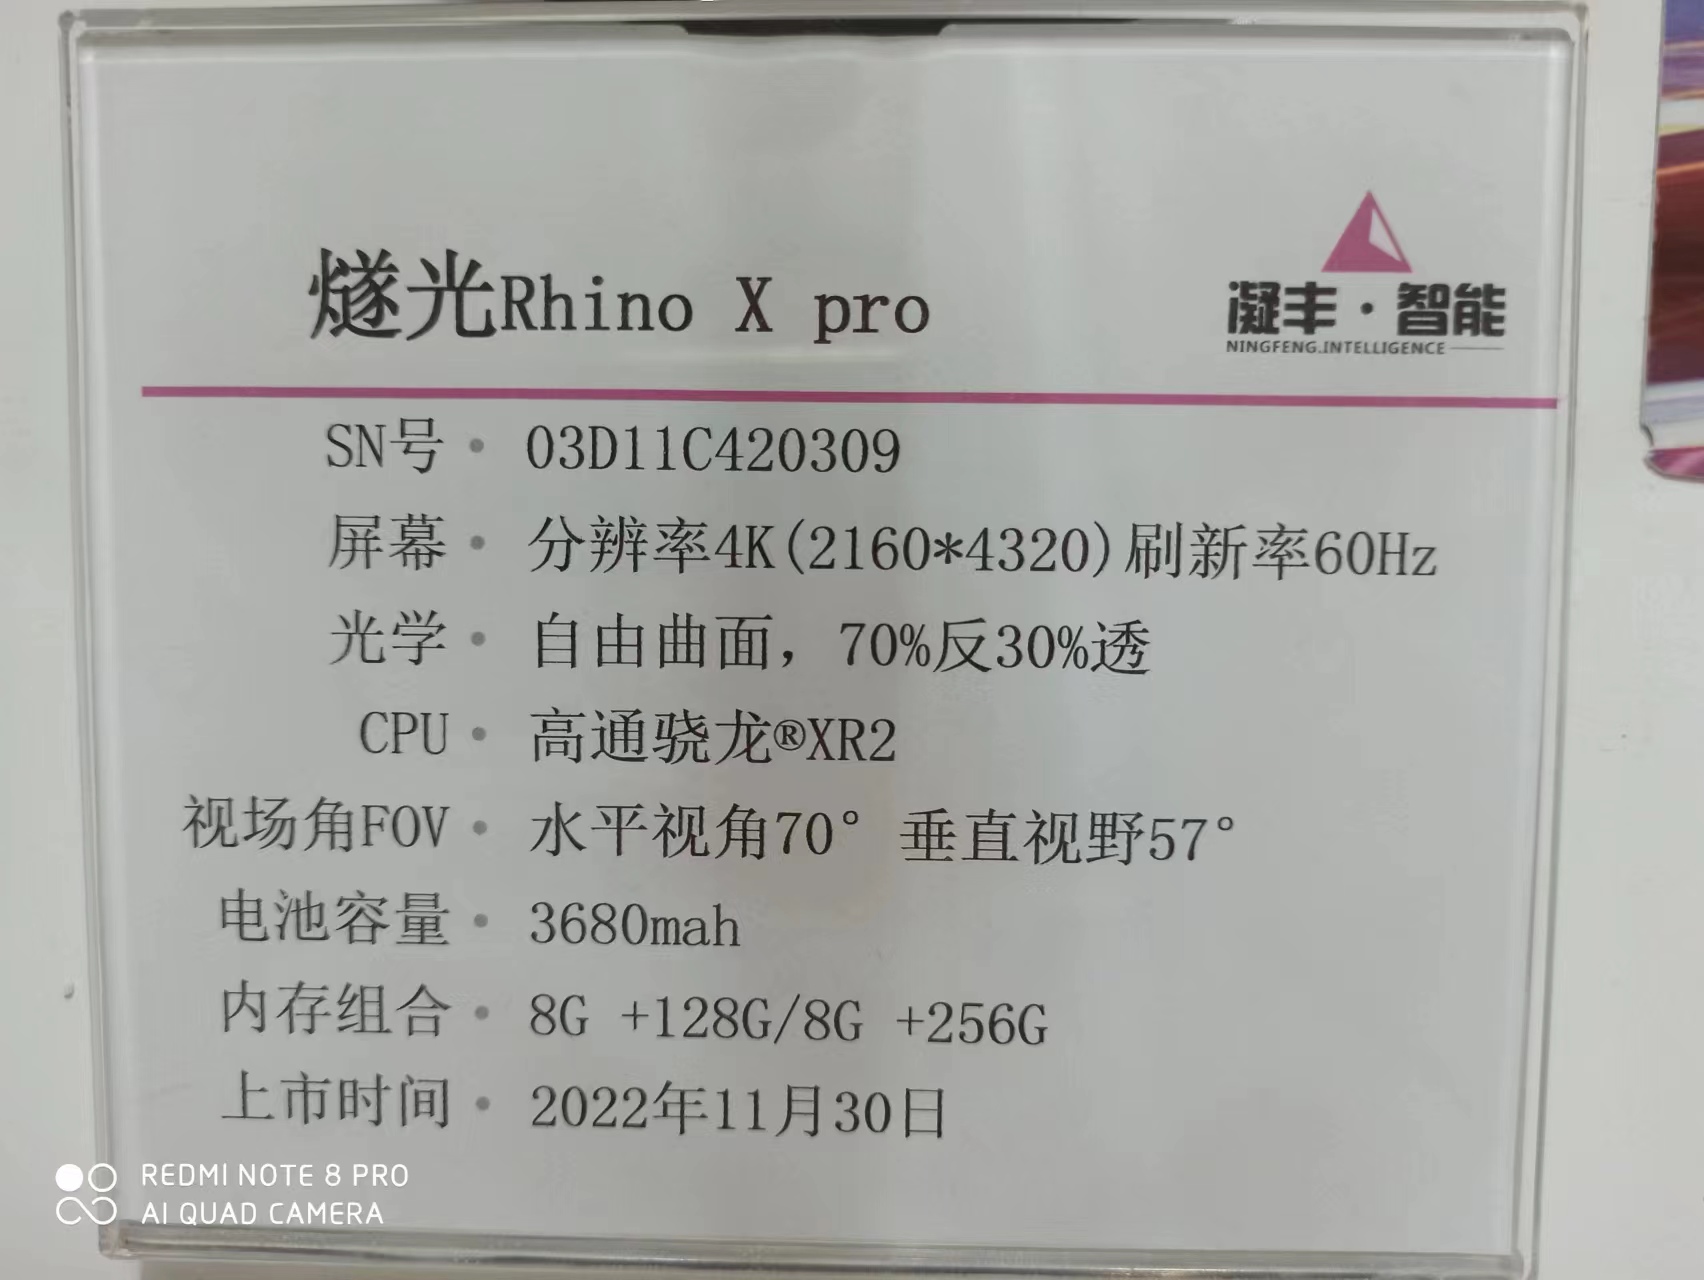 燧光Rhino X pro
凝丰·智能
NINGFENG.INTELLIGENCE
SN号· 03D11C420309
屏幕· 分辨率4K(2160*4320)刷新率60Hz
光学· 自由曲面，70%反30%透
CPU· 高通骁龙®XR2
视场角FOV· 水平视角70° 垂直视野57°
电池容量· 3680mah
内存组合· 8G +128G/8G +256G
上市时间· 2022年11月30日
REDMI NOTE 8 PRO
AI QUAD CAMERA